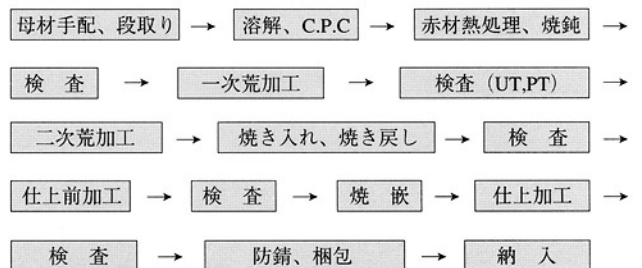 母材手配、段取り → 溶解、C.P.C → 赤材熱処理、焼鈍 →
検 査 → 一次荒加工 → 検査（UT,PT） →
二次荒加工 → 焼き入れ、焼き戻し → 検 査 →
仕上前加工 → 検 査 → 焼 嵌 → 仕上加工 →
検 査 → 防錆、梱包 → 納 入